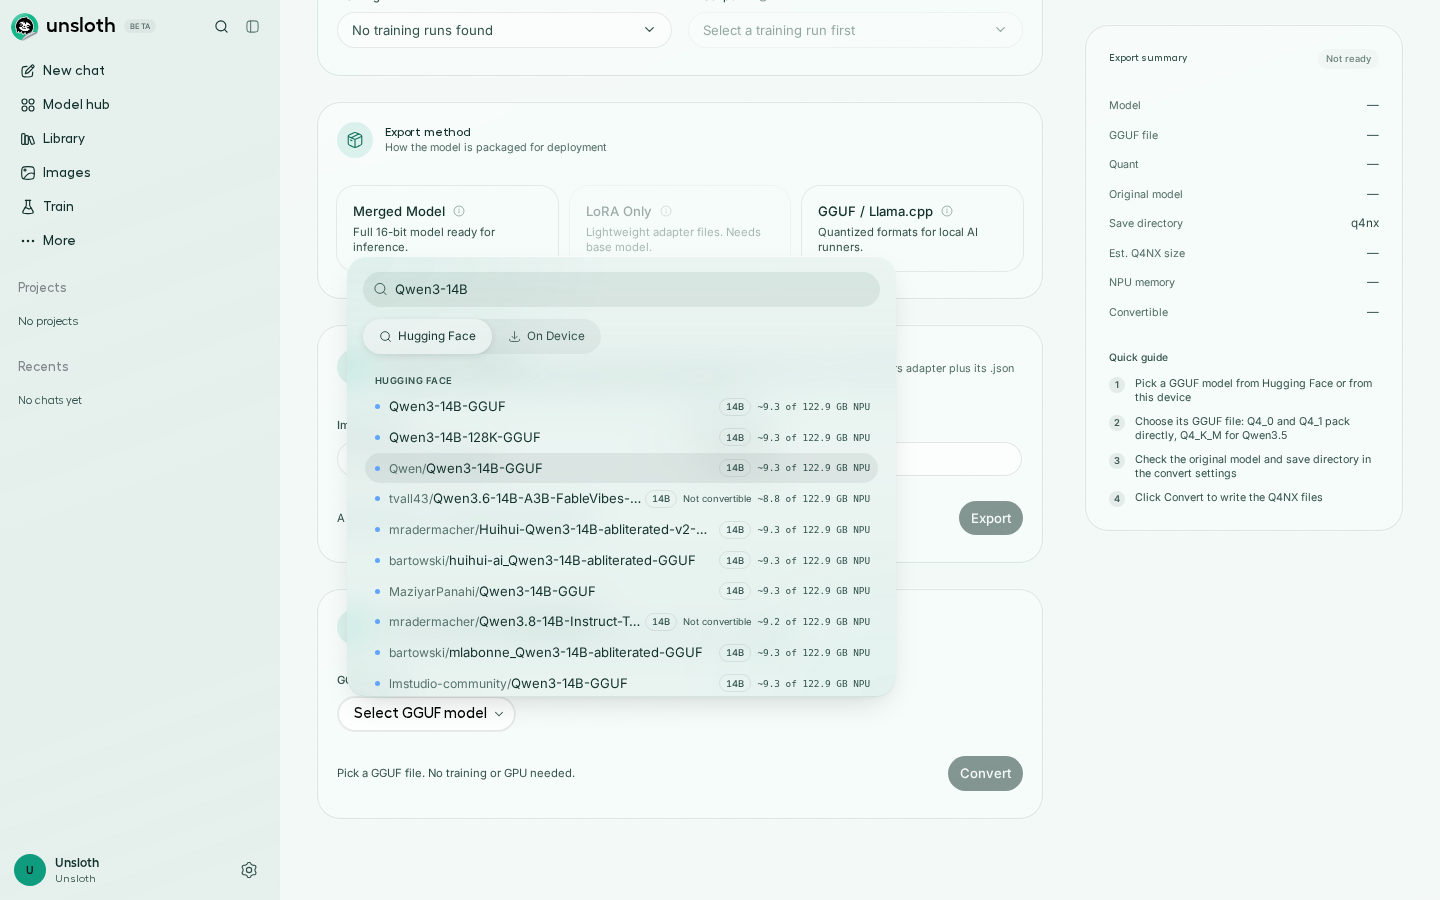 unsloth
BETA
New chat
Model hub
Library
Images
Train
More
Projects
No projects
Recents
No chats yet
Unsloth
Unsloth
U
No training runs found
Select a training run first
Export method
How the model is packaged for deployment
Merged Model
Full 16-bit model ready for
inference.
LoRA Only
Lightweight adapter files. Needs
base model.
GGUF / Llama.cpp
Quantized formats for local AI
runners.
Qwen3-14B
Hugging Face
On Device
adapter plus its .json
HUGGING FACE
Qwen3-14B-GGUF 14B ~9.3 of 122.9 GB NPU
Qwen3-14B-128K-GGUF 14B ~9.3 of 122.9 GB NPU
Qwen/Qwen3-14B-GGUF 14B ~9.3 of 122.9 GB NPU
tvall43/Qwen3.6-14B-A3B-FableVibes-... 14B Not convertible ~8.8 of 122.9 GB NPU
mradermacher/Huihui-Qwen3-14B-abliterated-v2-... 14B ~9.3 of 122.9 GB NPU
bartowski/huihui-ai_Qwen3-14B-abliterated-GGUF 14B ~9.3 of 122.9 GB NPU
MaziyarPanahi/Qwen3-14B-GGUF 14B ~9.3 of 122.9 GB NPU
mradermacher/Qwen3.8-14B-Instruct-T... 14B Not convertible ~9.2 of 122.9 GB NPU
bartowski/mlabonne_Qwen3-14B-abliterated-GGUF 14B ~9.3 of 122.9 GB NPU
lmstudio-community/Qwen3-14B-GGUF 14B ~9.3 of 122.9 GB NPU
Export
Select GGUF model
Pick a GGUF file. No training or GPU needed.
Convert
Export summary
Not ready
Model —
GGUF file —
Quant —
Original model —
Save directory q4nx
Est. Q4NX size —
NPU memory —
Convertible —
Quick guide
1 Pick a GGUF model from Hugging Face or from
this device
2 Choose its GGUF file: Q4_0 and Q4_1 pack
directly, Q4_K_M for Qwen3.5
3 Check the original model and save directory in
the convert settings
4 Click Convert to write the Q4NX files